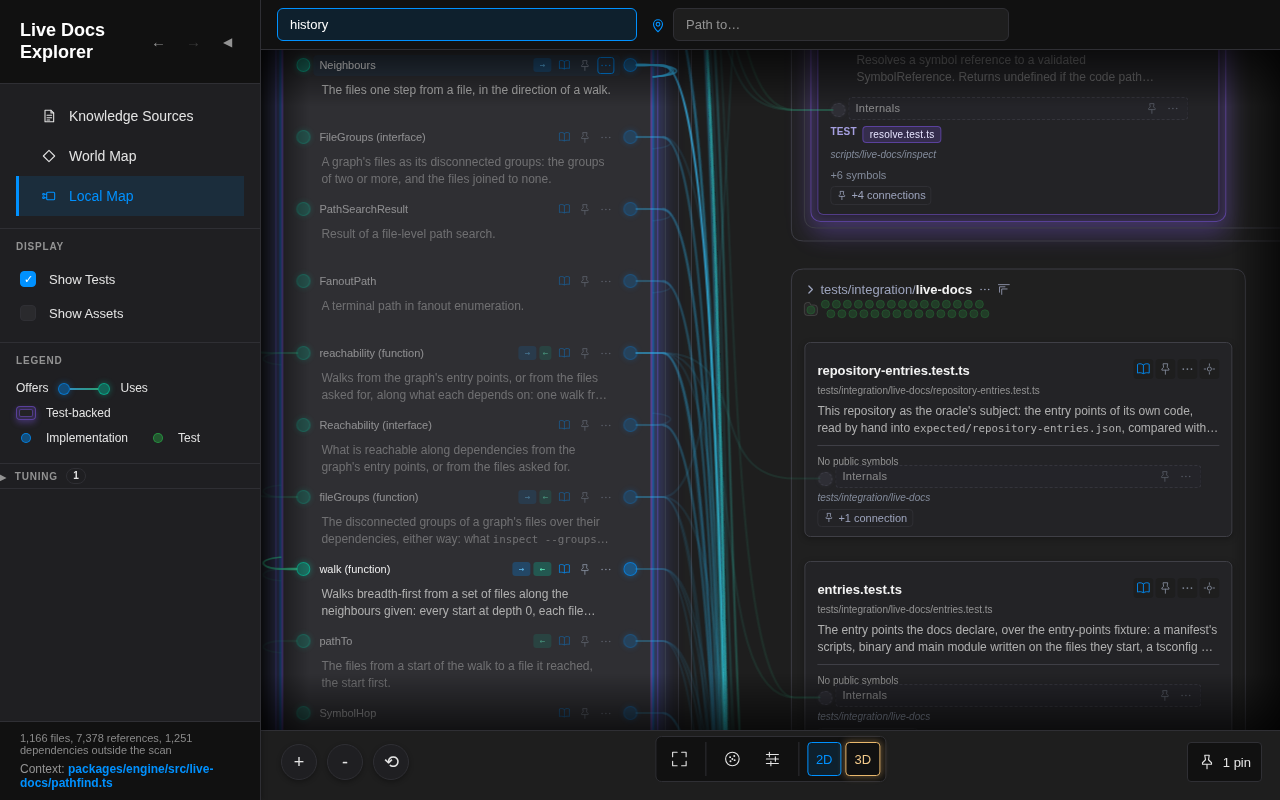 Live Docs
Explorer
Knowledge Sources
World Map
Local Map
DISPLAY
Show Tests
Show Assets
LEGEND
Offers
Uses
Test-backed
Implementation
Test
TUNING
1
1,166 files, 7,378 references, 1,251
dependencies outside the scan
Context: packages/engine/src/live-
docs/pathfind.ts
history
Path to…
Neighbours
The files one step from a file, in the direction of a walk.
FileGroups (interface)
A graph's files as its disconnected groups: the groups
of two or more, and the files joined to none.
PathSearchResult
Result of a file-level path search.
FanoutPath
A terminal path in fanout enumeration.
reachability (function)
Walks from the graph's entry points, or from the files
asked for, along what each depends on: one walk fr…
Reachability (interface)
What is reachable along dependencies from the
graph's entry points, or from the files asked for.
fileGroups (function)
The disconnected groups of a graph's files over their
dependencies, either way: what inspect --groups…
walk (function)
Walks breadth-first from a set of files along the
neighbours given: every start at depth 0, each file…
pathTo
The files from a start of the walk to a file it reached,
the start first.
SymbolHop
Resolves a symbol reference to a validated
SymbolReference. Returns undefined if the code path…
Internals
TEST resolve.test.ts
scripts/live-docs/inspect
+6 symbols
+4 connections
tests/integration/live-docs
repository-entries.test.ts
tests/integration/live-docs/repository-entries.test.ts
This repository as the oracle's subject: the entry points of its own code,
read by hand into expected/repository-entries.json, compared with…
No public symbols
Internals
tests/integration/live-docs
+1 connection
entries.test.ts
tests/integration/live-docs/entries.test.ts
The entry points the docs declare, over the entry-points fixture: a manifest's
scripts, binary and main module written on the files they start, a tsconfig …
No public symbols
Internals
tests/integration/live-docs
+
-
2D
3D
1 pin